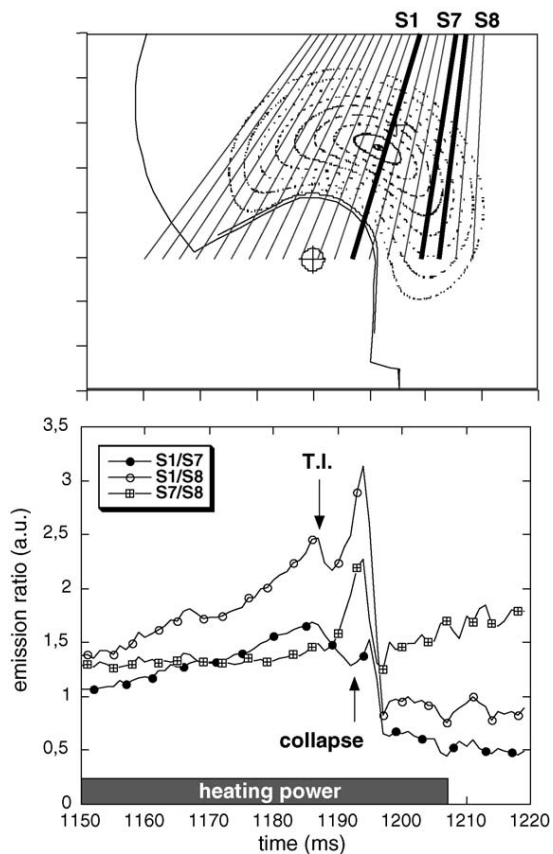 S1 S7 S8
3,5
3
2,5
2
1,5
1
0,5
0
emission ratio (a.u.)
S1/S7
S1/S8
S7/S8
T.I.
collapse
heating power
1150 1160 1170 1180 1190 1200 1210 1220
time (ms)